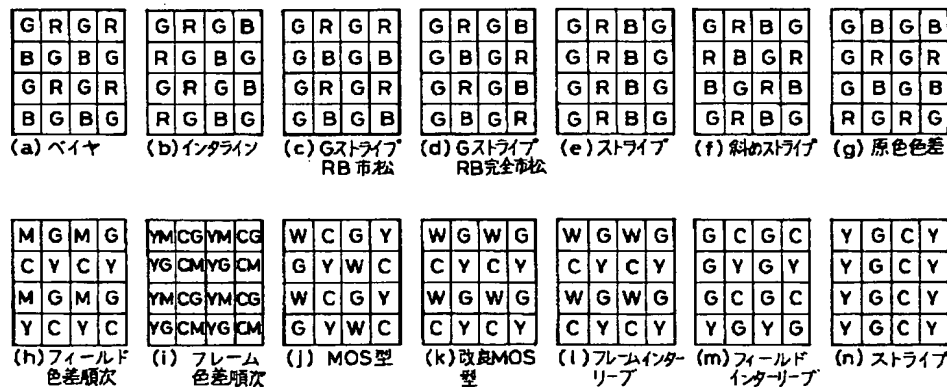 G R G R
B G B G
G R G R
B G B G
(a) ベイヤ
G R G B
R G B G
G R G B
R G B G
(b) インタライン
G R G R
G B G B
G R G R
G B G B
(c) Gストライプ
RB市松
G R G B
G B G R
G R G B
G B G R
(d) Gストライプ
RB完全市松
G R B G
G R B G
G R B G
G R B G
(e) ストライプ
G R B G
R B G R
B G R B
G R B G
(f) 斜めストライプ
G B G B
G R G R
G B G B
R G R G
(g) 原色色差
M G M G
C Y C Y
M G M G
Y C Y C
(h) フィールド
色差順次
YM CG YM CG
YG CM YG CM
YM CG YM CG
YG CM YG CM
(i) フレーム
色差順次
W C G Y
G Y W C
W C G Y
G Y W C
(j) MOS型
W G W G
C Y C Y
W G W G
C Y C Y
(k) 改良MOS
型
W G W G
C Y C Y
W G W G
C Y C Y
(l) フレームインター
リーブ
G C G C
G Y G Y
G C G C
Y G Y G
(m) フィールド
インターリーブ
Y G C Y
Y G C Y
Y G C Y
Y G C Y
(n) ストライプ